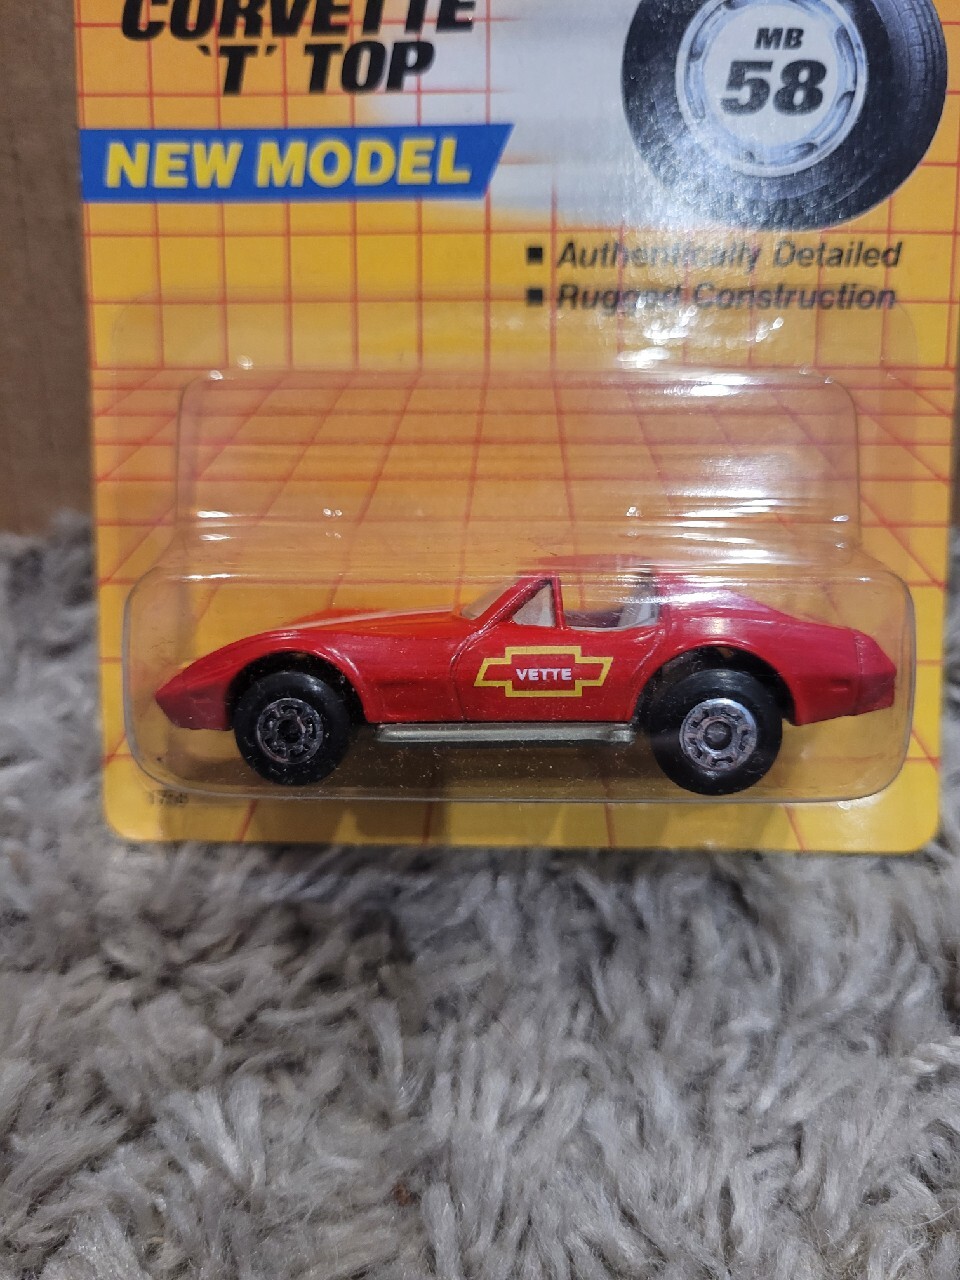 CORVETTE
'T' TOP
MB
58
NEW MODEL
■ Authentically Detailed
■ Rugged Construction
VETTE